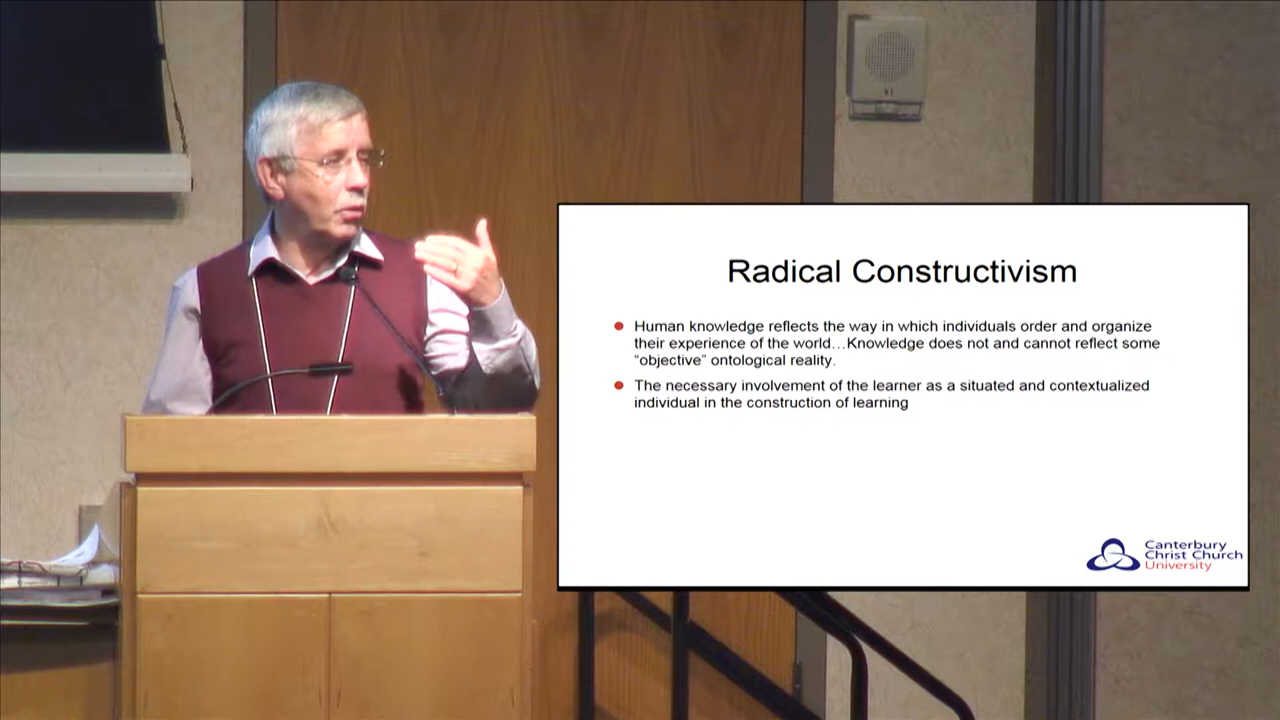 Radical Constructivism
Human knowledge reflects the way in which individuals order and organize
their experience of the world…Knowledge does not and cannot reflect some
“objective” ontological reality.
The necessary involvement of the learner as a situated and contextualized
individual in the construction of learning
Canterbury
Christ Church
University